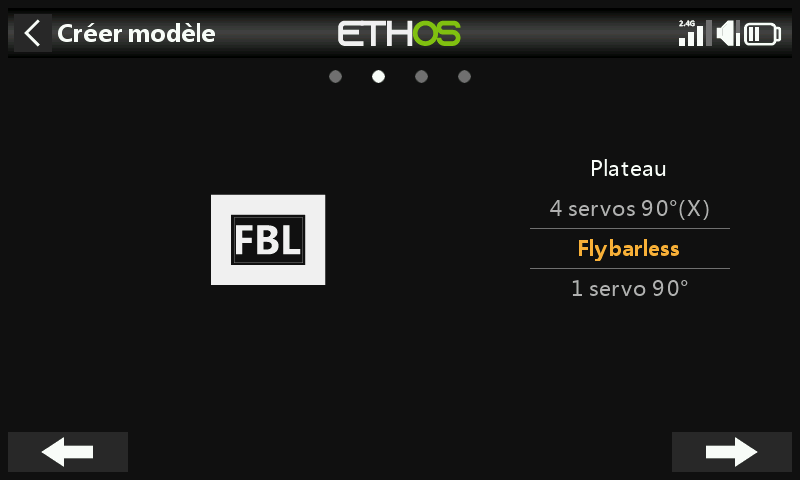 Créer modèle
ETHOS
2.4G
Plateau
4 servos 90°(X)
FBL
Flybarless
1 servo 90°